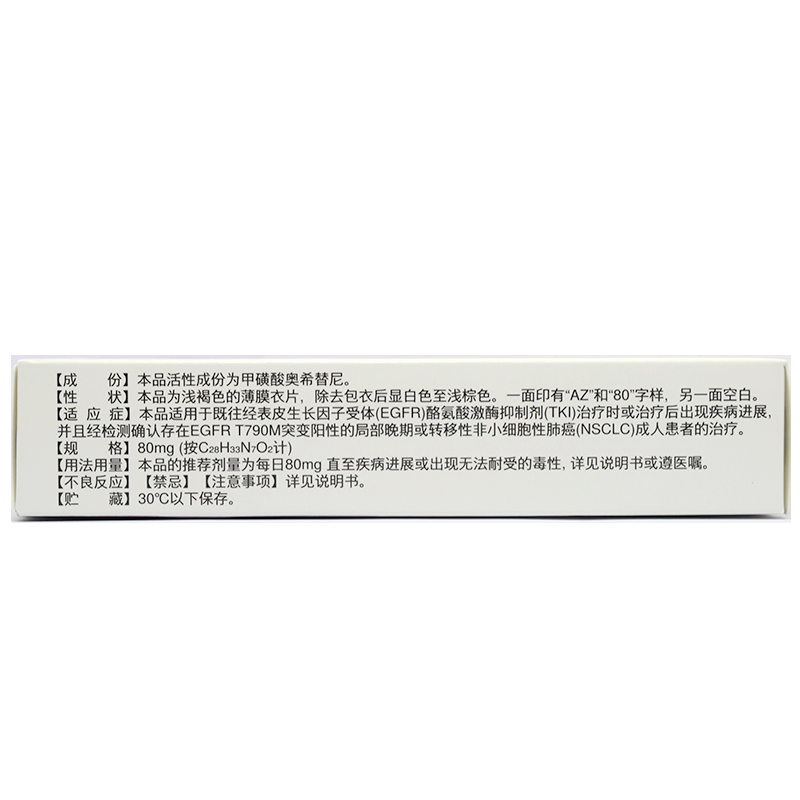 【成 份】本品活性成份为甲磺酸奥希替尼。
【性 状】本品为浅褐色的薄膜衣片，除去包衣后显白色至浅棕色。一面印有“AZ”和“80”字样，另一面空白。
【适 应 症】本品适用于既往经表皮生长因子受体(EGFR)酪氨酸激酶抑制剂(TKI)治疗时或治疗后出现疾病进展，
并且经检测确认存在EGFR T790M突变阳性的局部晚期或转移性非小细胞性肺癌(NSCLC)成人患者的治疗。
【规 格】80mg (按C₂₈H₃₃N₇O₂计)
【用法用量】本品的推荐剂量为每日80mg 直至疾病进展或出现无法耐受的毒性, 详见说明书或遵医嘱。
【不良反应】【禁忌】【注意事项】详见说明书。
【贮 藏】30℃以下保存。